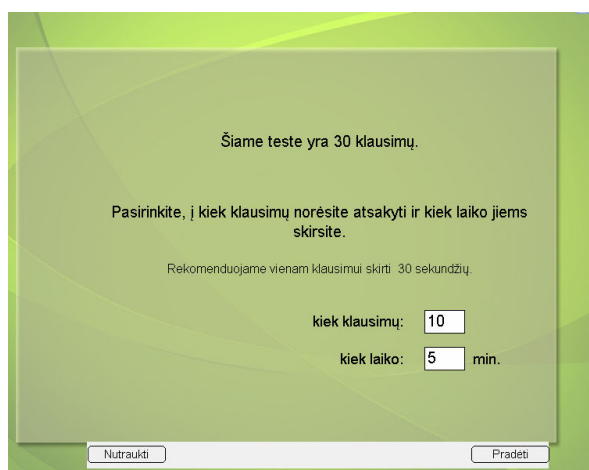 Šiame teste yra 30 klausimų.
Pasirinkite, į kiek klausimų norėsite atsakyti ir kiek laiko jiems
skirsite.
Rekomenduojame vienam klausimui skirti 30 sekundžių.
kiek klausimų: 10
kiek laiko: 5 min.
Nutraukti Pradėti